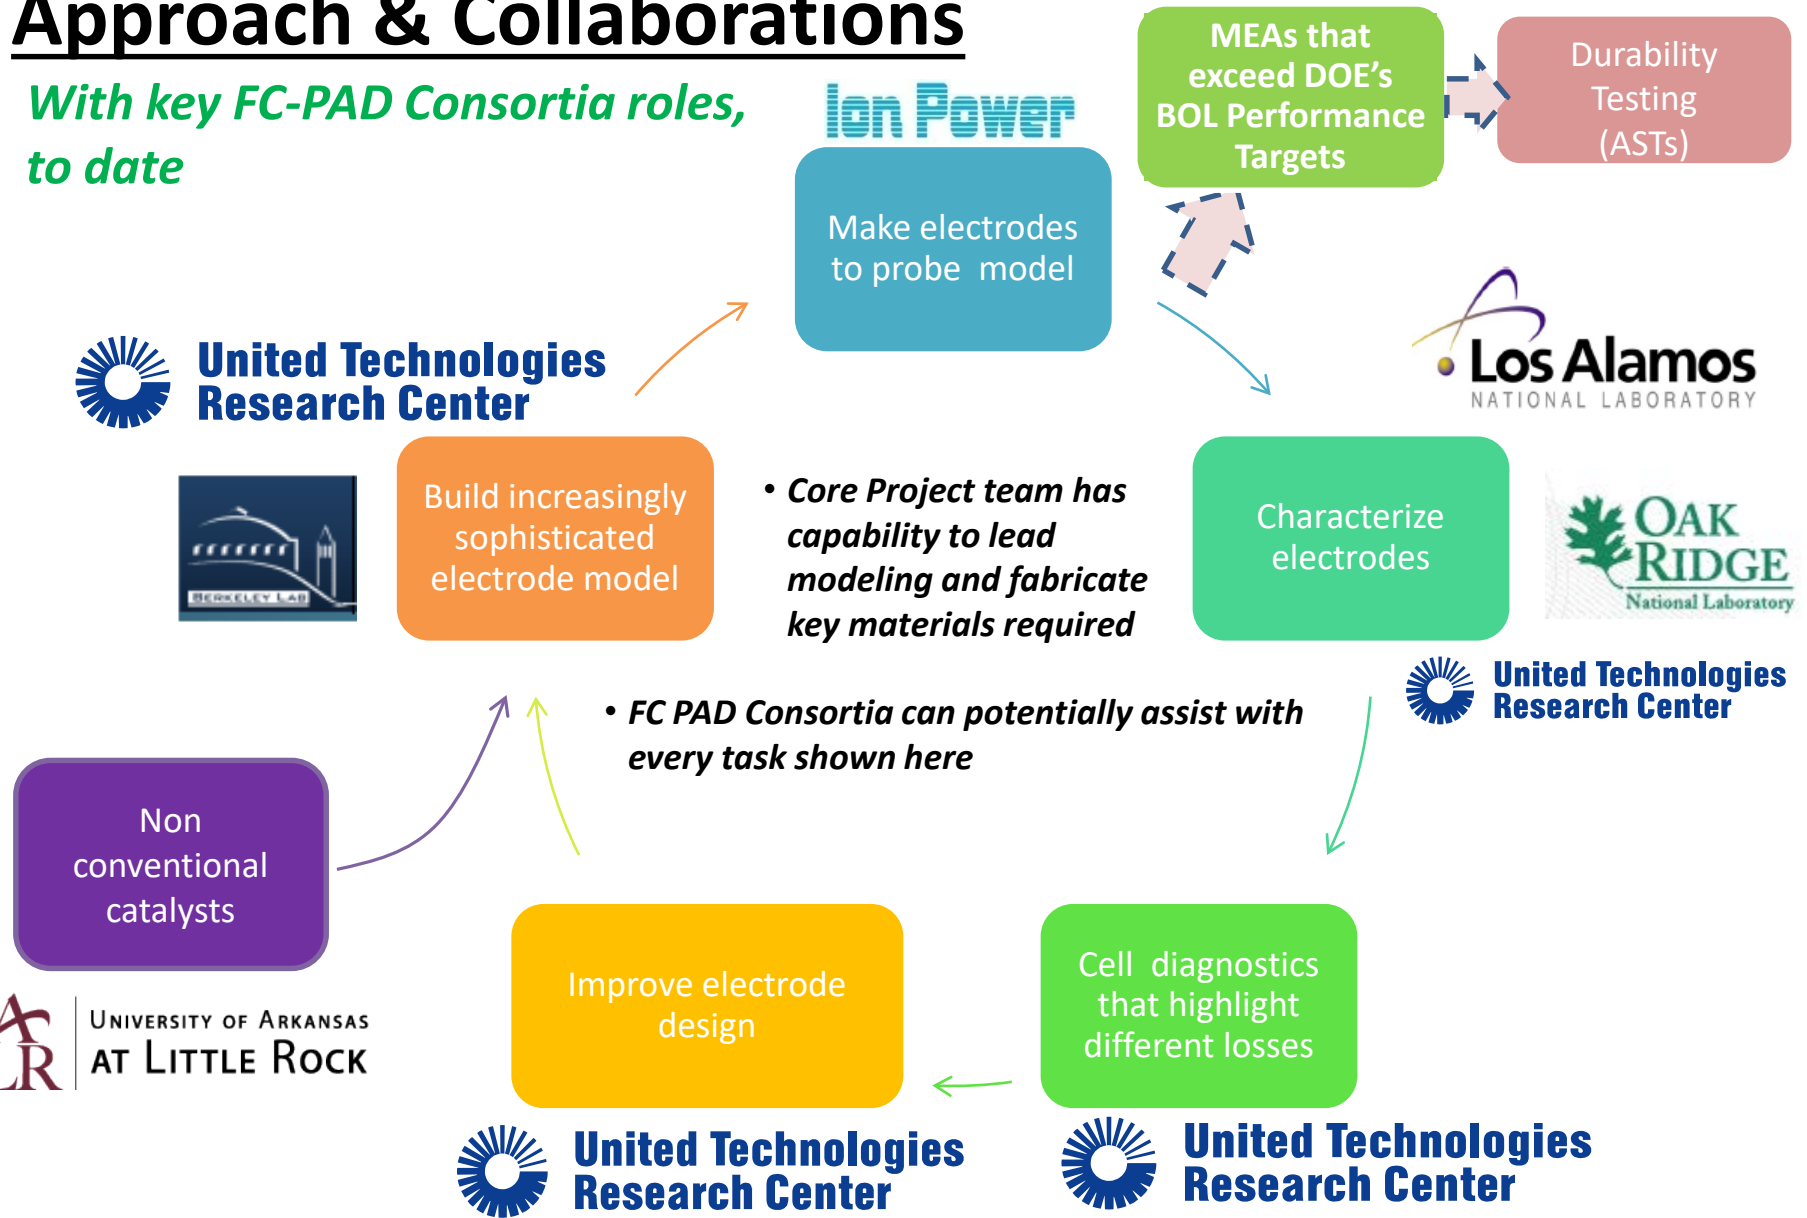 Approach & Collaborations
With key FC-PAD Consortia roles,
to date
Ion Power
Make electrodes
to probe model
MEAs that
exceed DOE's
BOL Performance
Targets
Durability
Testing
(ASTs)
United Technologies
Research Center
Los Alamos
NATIONAL LABORATORY
BERKELEY LAB
Build increasingly
sophisticated
electrode model
• Core Project team has
capability to lead
modeling and fabricate
key materials required
Characterize
electrodes
OAK
RIDGE
National Laboratory
United Technologies
Research Center
• FC PAD Consortia can potentially assist with
every task shown here
Non
conventional
catalysts
UNIVERSITY OF ARKANSAS
AT LITTLE ROCK
Improve electrode
design
Cell diagnostics
that highlight
different losses
United Technologies
Research Center
United Technologies
Research Center